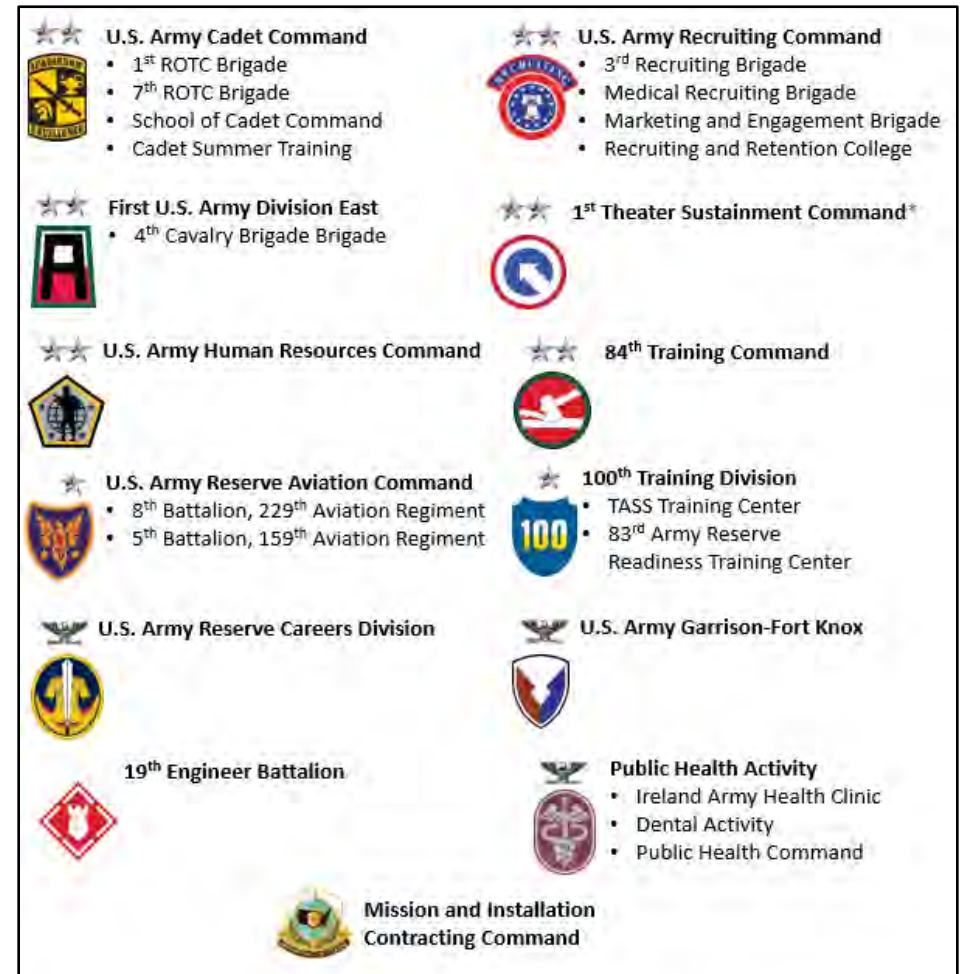 U.S. Army Cadet Command
• 1st ROTC Brigade
• 7th ROTC Brigade
• School of Cadet Command
• Cadet Summer Training
U.S. Army Recruiting Command
RECRUITING
• 3rd Recruiting Brigade
• Medical Recruiting Brigade
• Marketing and Engagement Brigade
• Recruiting and Retention College
First U.S. Army Division East
• 4th Cavalry Brigade Brigade
A
1st Theater Sustainment Command*
U.S. Army Human Resources Command
84th Training Command
U.S. Army Reserve Aviation Command
• 8th Battalion, 229th Aviation Regiment
• 5th Battalion, 159th Aviation Regiment
100th Training Division
100
• TASS Training Center
• 83rd Army Reserve
Readiness Training Center
U.S. Army Reserve Careers Division
U.S. Army Garrison-Fort Knox
19th Engineer Battalion
Public Health Activity
• Ireland Army Health Clinic
• Dental Activity
• Public Health Command
Mission and Installation
Contracting Command